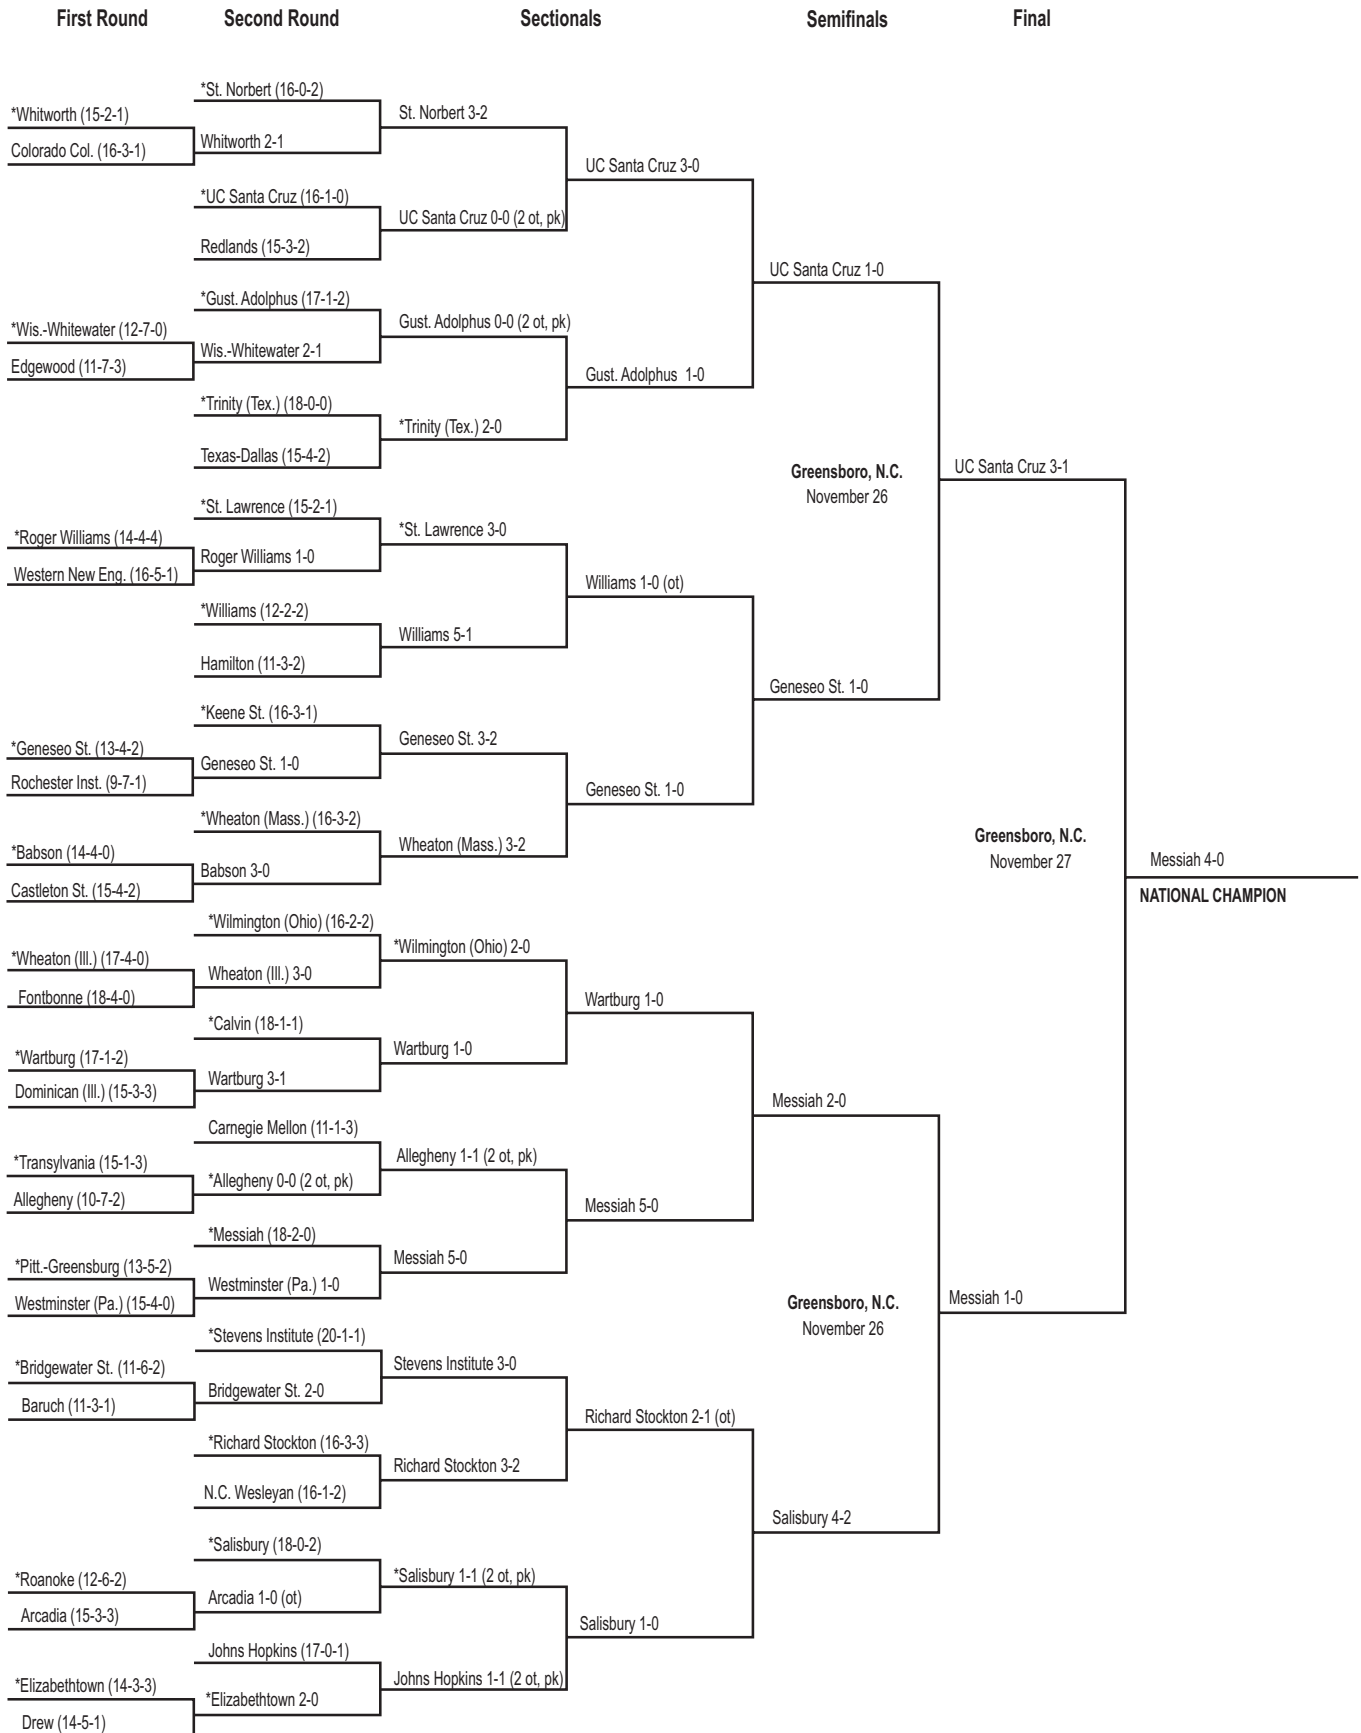 First Round
Second Round
Sectionals
Semifinals
Final
*St. Norbert (16-0-2)
*Whitworth (15-2-1)
St. Norbert 3-2
Whitworth 2-1
Colorado Col. (16-3-1)
UC Santa Cruz 3-0
*UC Santa Cruz (16-1-0)
UC Santa Cruz 0-0 (2 ot, pk)
Redlands (15-3-2)
UC Santa Cruz 1-0
*Gust. Adolphus (17-1-2)
Gust. Adolphus 0-0 (2 ot, pk)
*Wis.-Whitewater (12-7-0)
Wis.-Whitewater 2-1
Edgewood (11-7-3)
Gust. Adolphus 1-0
*Trinity (Tex.) (18-0-0)
*Trinity (Tex.) 2-0
Texas-Dallas (15-4-2)
Greensboro, N.C.
November 26
UC Santa Cruz 3-1
*St. Lawrence (15-2-1)
*St. Lawrence 3-0
*Roger Williams (14-4-4)
Roger Williams 1-0
Western New Eng. (16-5-1)
Williams 1-0 (ot)
*Williams (12-2-2)
Williams 5-1
Hamilton (11-3-2)
Geneseo St. 1-0
*Keene St. (16-3-1)
Geneseo St. 3-2
*Geneseo St. (13-4-2)
Geneseo St. 1-0
Rochester Inst. (9-7-1)
Geneseo St. 1-0
*Wheaton (Mass.) (16-3-2)
Wheaton (Mass.) 3-2
*Babson (14-4-0)
Babson 3-0
Castleton St. (15-4-2)
Greensboro, N.C.
November 27
Messiah 4-0
NATIONAL CHAMPION
*Wilmington (Ohio) (16-2-2)
*Wilmington (Ohio) 2-0
*Wheaton (Ill.) (17-4-0)
Wheaton (Ill.) 3-0
Fontbonne (18-4-0)
Wartburg 1-0
*Calvin (18-1-1)
Wartburg 1-0
*Wartburg (17-1-2)
Wartburg 3-1
Dominican (Ill.) (15-3-3)
Messiah 2-0
Carnegie Mellon (11-1-3)
Allegheny 1-1 (2 ot, pk)
*Transylvania (15-1-3)
*Allegheny 0-0 (2 ot, pk)
Allegheny (10-7-2)
Messiah 5-0
*Messiah (18-2-0)
Messiah 5-0
*Pitt.-Greensburg (13-5-2)
Westminster (Pa.) 1-0
Westminster (Pa.) (15-4-0)
Greensboro, N.C.
November 26
Messiah 1-0
*Stevens Institute (20-1-1)
Stevens Institute 3-0
*Bridgewater St. (11-6-2)
Bridgewater St. 2-0
Baruch (11-3-1)
Richard Stockton 2-1 (ot)
*Richard Stockton (16-3-3)
Richard Stockton 3-2
N.C. Wesleyan (16-1-2)
Salisbury 4-2
*Salisbury (18-0-2)
*Salisbury 1-1 (2 ot, pk)
*Roanoke (12-6-2)
Arcadia 1-0 (ot)
Arcadia (15-3-3)
Salisbury 1-0
Johns Hopkins (17-0-1)
Johns Hopkins 1-1 (2 ot, pk)
*Elizabethtown (14-3-3)
*Elizabethtown 2-0
Drew (14-5-1)